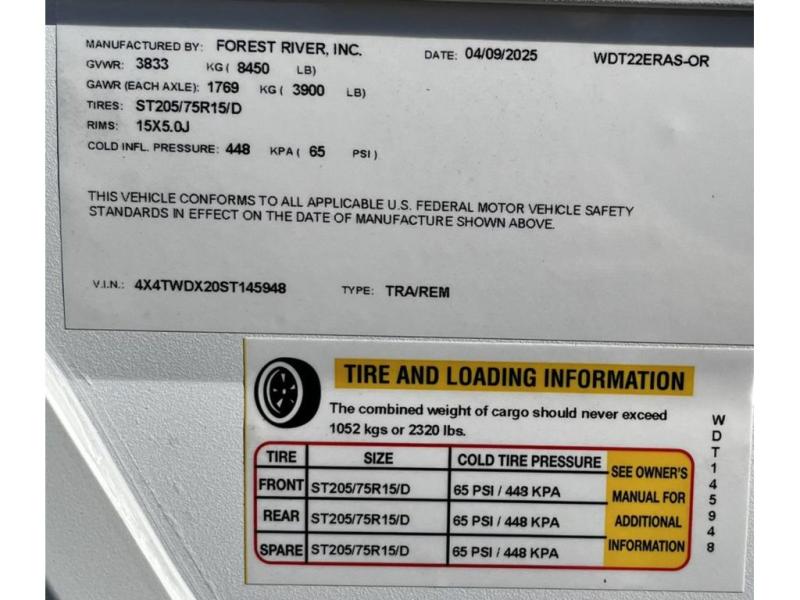 MANUFACTURED BY: FOREST RIVER, INC. DATE: 04/09/2025 WDT22ERAS-OR
GVWR: 3833 KG ( 8450 LB)
GAWR (EACH AXLE): 1769 KG ( 3900 LB)
TIRES: ST205/75R15/D
RIMS: 15X5.0J
COLD INFL. PRESSURE: 448 KPA ( 65 PSI )
THIS VEHICLE CONFORMS TO ALL APPLICABLE U.S. FEDERAL MOTOR VEHICLE SAFETY
STANDARDS IN EFFECT ON THE DATE OF MANUFACTURE SHOWN ABOVE.
V.I.N.: 4X4TWDX20ST145948 TYPE: TRA/REM
TIRE AND LOADING INFORMATION
The combined weight of cargo should never exceed
1052 kgs or 2320 lbs.
TIRE SIZE COLD TIRE PRESSURE
FRONT ST205/75R15/D 65 PSI / 448 KPA
REAR ST205/75R15/D 65 PSI / 448 KPA
SPARE ST205/75R15/D 65 PSI / 448 KPA
SEE OWNER'S
MANUAL FOR
ADDITIONAL
INFORMATION
WDT145948